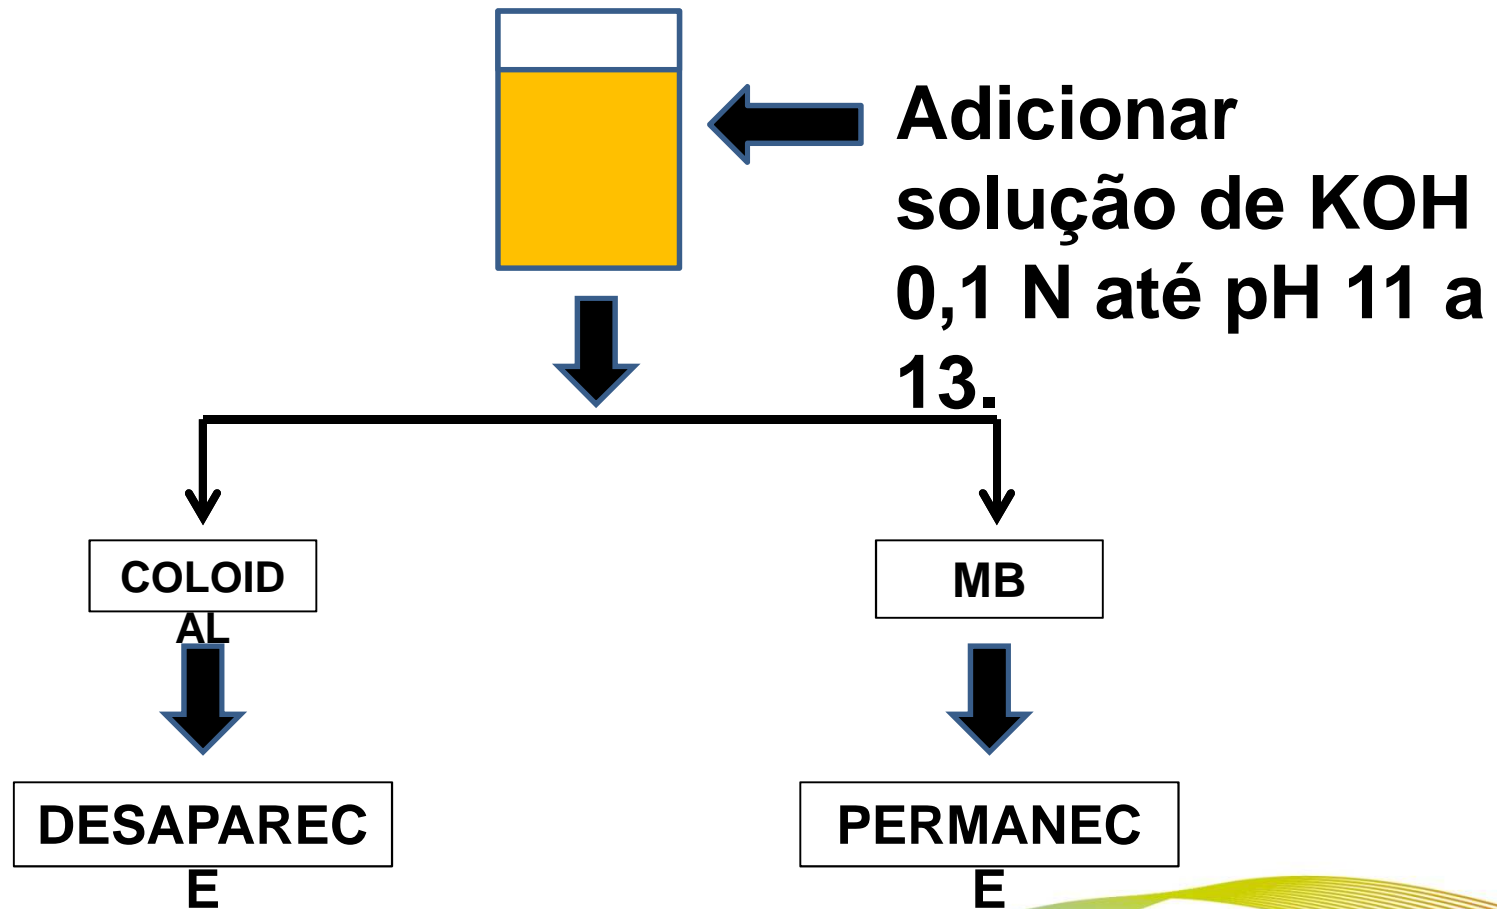 Adicionar
solução de KOH
0,1 N até pH 11 a
13.
COLOID
AL
MB
DESAPAREC
E
PERMANEC
E